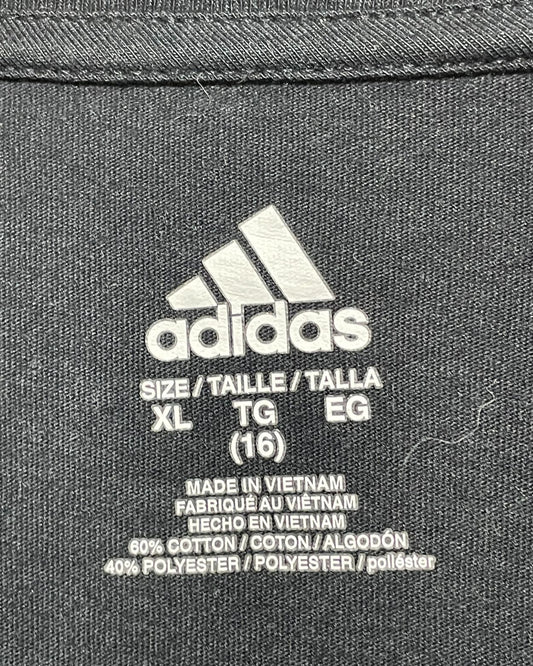 adidas
SIZE / TAILLE / TALLA
XL TG EG
(16)
MADE IN VIETNAM
FABRIQUÉ AU VIÊTNAM
HECHO EN VIETNAM
60% COTTON / COTON / ALGODÓN
40% POLYESTER / POLYESTER / poliéster